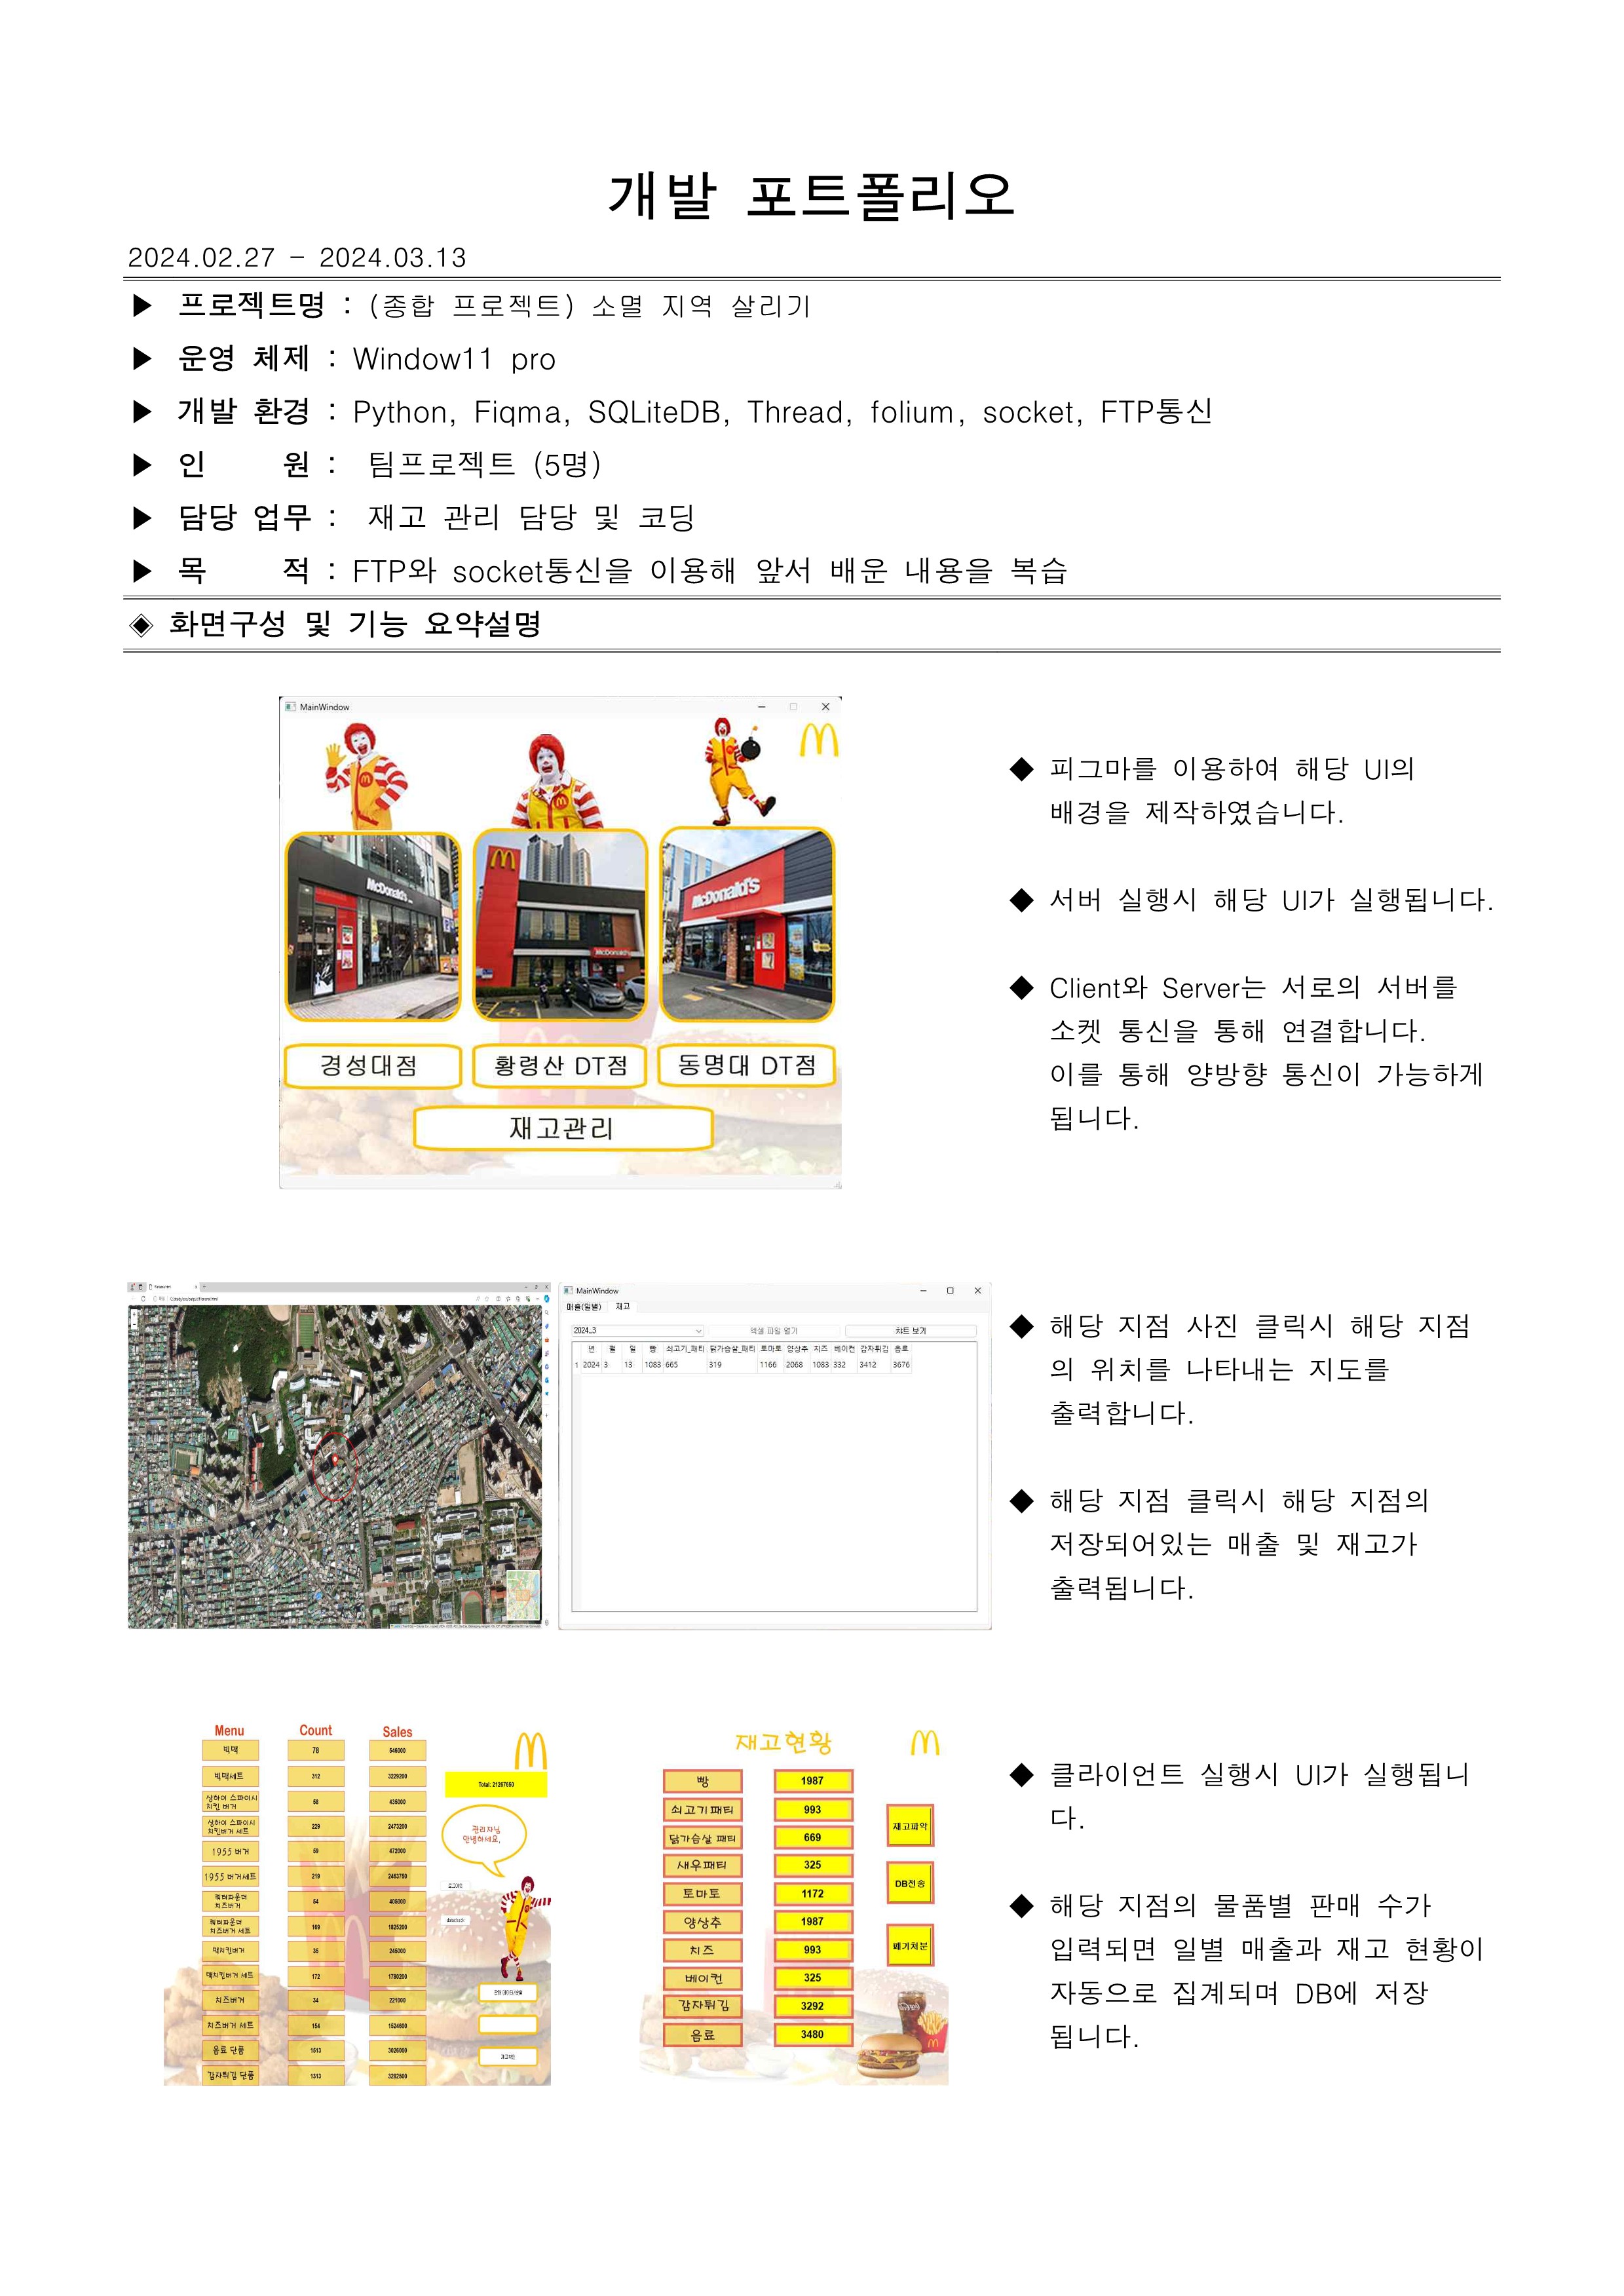 개발 포트폴리오
2024.02.27 - 2024.03.13
▶ 프로젝트명 : (종합 프로젝트) 소멸 지역 살리기
▶ 운영 체제 : Window11 pro
▶ 개발 환경 : Python, Fiqma, SQLiteDB, Thread, folium, socket, FTP통신
▶ 인 원 : 팀프로젝트 (5명)
▶ 담당 업무 : 재고 관리 담당 및 코딩
▶ 목 적 : FTP와 socket통신을 이용해 앞서 배운 내용을 복습
◈ 화면구성 및 기능 요약설명
MainWindow
McDonald's
McDonald's
McDonald's
경성대점 황령산 DT점 동명대 DT점
재고관리
◆ 피그마를 이용하여 해당 UI의
배경을 제작하였습니다.
◆ 서버 실행시 해당 UI가 실행됩니다.
◆ Client와 Server는 서로의 서버를
소켓 통신을 통해 연결합니다.
이를 통해 양방향 통신이 가능하게
됩니다.
MainWindow
매출(일별) 재고
2024_3 엑셀 파일 열기 챠트 보기
년 월 일 빵 쇠고기_패티 닭가슴살_패티 토마토 양상추 치즈 베이컨 감자튀김 음료
1 2024 3 13 1083 665 319 1166 2068 1083 332 3412 3676
◆ 해당 지점 사진 클릭시 해당 지점
의 위치를 나타내는 지도를
출력합니다.
◆ 해당 지점 클릭시 해당 지점의
저장되어있는 매출 및 재고가
출력됩니다.
Menu Count Sales
빅맥 78 546000
빅맥세트 312 3229200
상하이 스파이시 치킨 버거 58 435000
상하이 스파이시 치킨버거 세트 229 2473200
1955 버거 59 472000
1955 버거세트 219 2463750
쿼터파운더 치즈버거 54 405000
쿼터파운더 치즈버거 세트 169 1825200
맥치킨버거 35 245000
맥치킨버거 세트 172 1780200
치즈버거 34 221000
치즈버거 세트 154 1524600
음료 단품 1513 3026000
감자튀김 단품 1313 3282500
Total: 21267650
관리자님
안녕하세요.
재고현황
빵 1987
쇠고기패티 993
닭가슴살 패티 669
새우패티 325
토마토 1172
양상추 1987
치즈 993
베이컨 325
감자튀김 3292
음료 3480
재고파악
DB전송
폐기처분
◆ 클라이언트 실행시 UI가 실행됩니
다.
◆ 해당 지점의 물품별 판매 수가
입력되면 일별 매출과 재고 현황이
자동으로 집계되며 DB에 저장
됩니다.